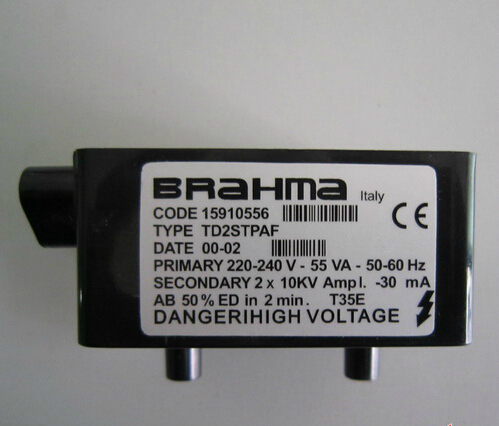 BRAHMA Italy
CODE 15910556
TYPE TD2STPAF
DATE 00-02
PRIMARY 220-240 V - 55 VA - 50-60 Hz
SECONDARY 2 x 10KV Ampl. -30 mA
AB 50% ED in 2 min. T35E
DANGER!HIGH VOLTAGE
CE